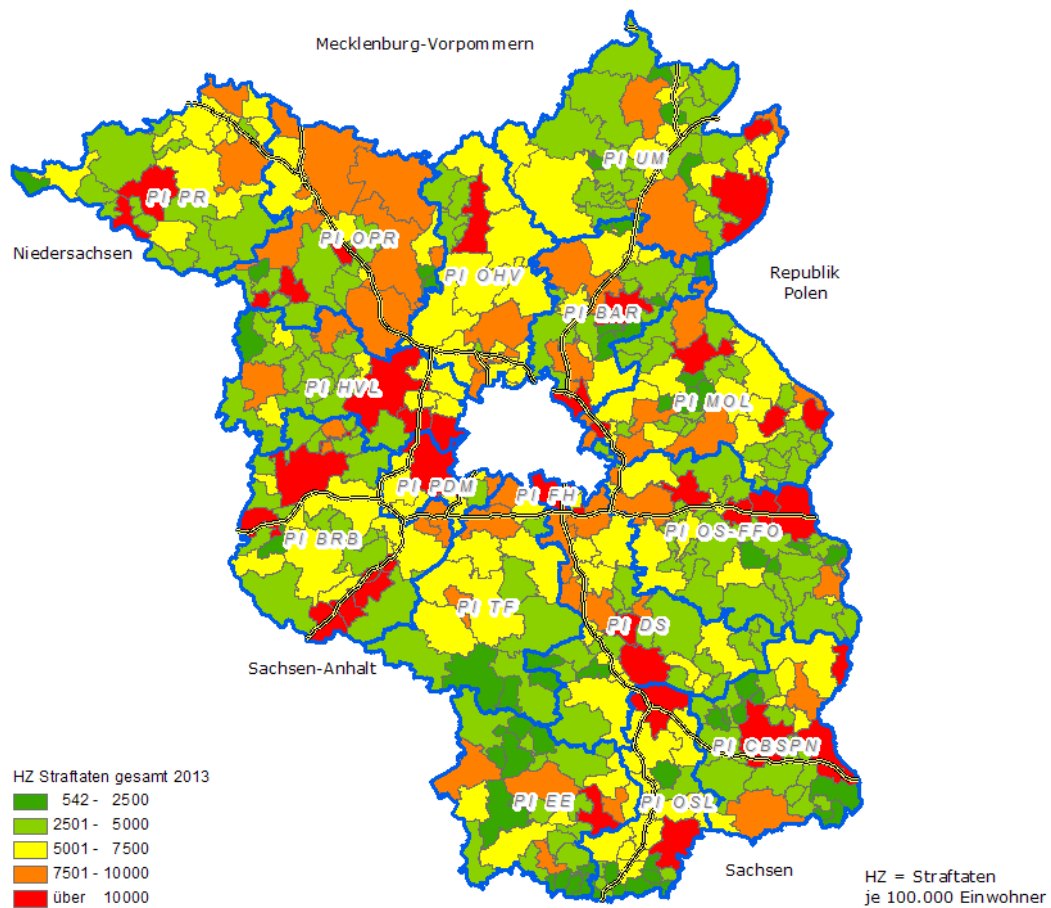 Mecklenburg-Vorpommern
PI UM
PI PR
PI OPR
Niedersachsen
PI OHV
Republik
Polen
PI BAR
PI HVL
PI MOL
PI PDM
PI FH
PI OS-FFO
PI BRB
PI TF
PI DS
Sachsen-Anhalt
PI CBSPN
HZ Straftaten gesamt 2013
542 - 2500
2501 - 5000
5001 - 7500
7501 - 10000
über 10000
PI EE
PI OSL
Sachsen
HZ = Straftaten
je 100.000 Einwohner